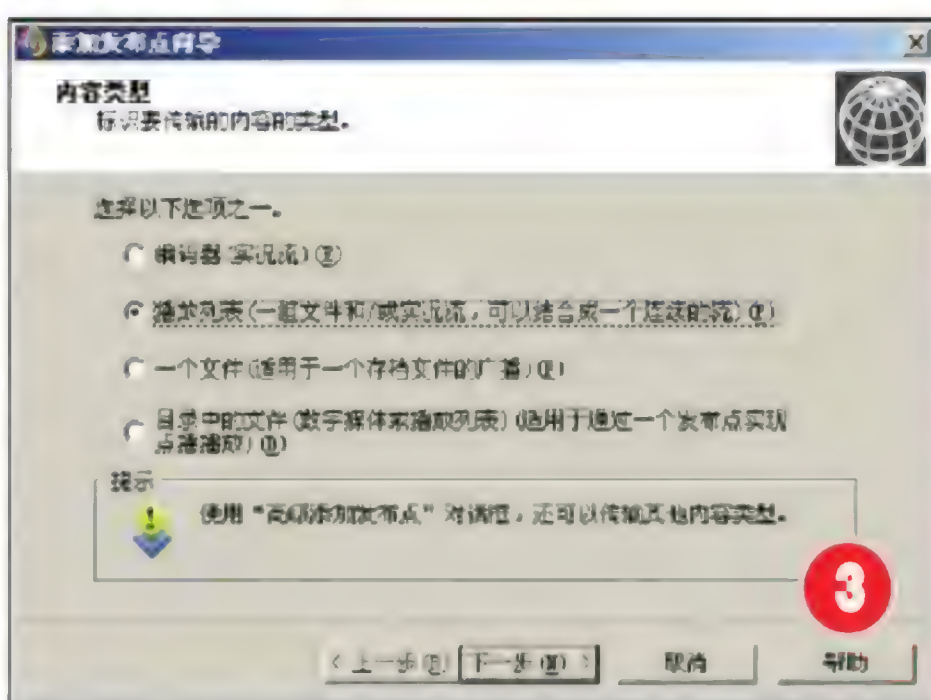 添加发布点向导
内容类型
标识要传输的内容的类型。
选择以下选项之一。
编码器(实况流)(E)
播放列表(一组文件和/或实况流，可以结合成一个连续的流)(P)
一个文件(适用于一个存档文件的广播)
目录中的文件(数字媒体或播放列表)(适用于通过一个发布点实现
点播播放)(D)
提示
使用“高级添加发布点”对话框，还可以传输其他内容类型。
3
< 上一步(B) 下一步(N) > 取消 帮助